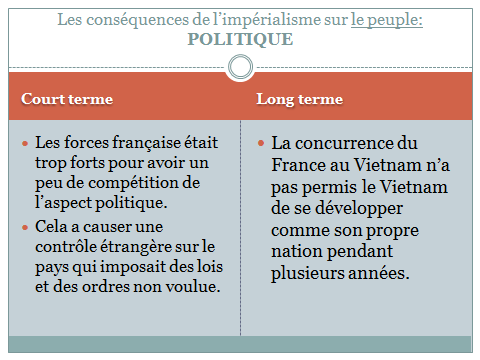 Les conséquences de l'impérialisme sur le peuple:
POLITIQUE
Court terme
Long terme
• Les forces française était
trop forts pour avoir un
peu de compétition de
l'aspect politique.
• Cela a causer une
contrôle étrangère sur le
pays qui imposait des lois
et des ordres non voulue.
• La concurrence du
France au Vietnam n'a
pas permis le Vietnam
de se développer
comme son propre
nation pendant
plusieurs années.